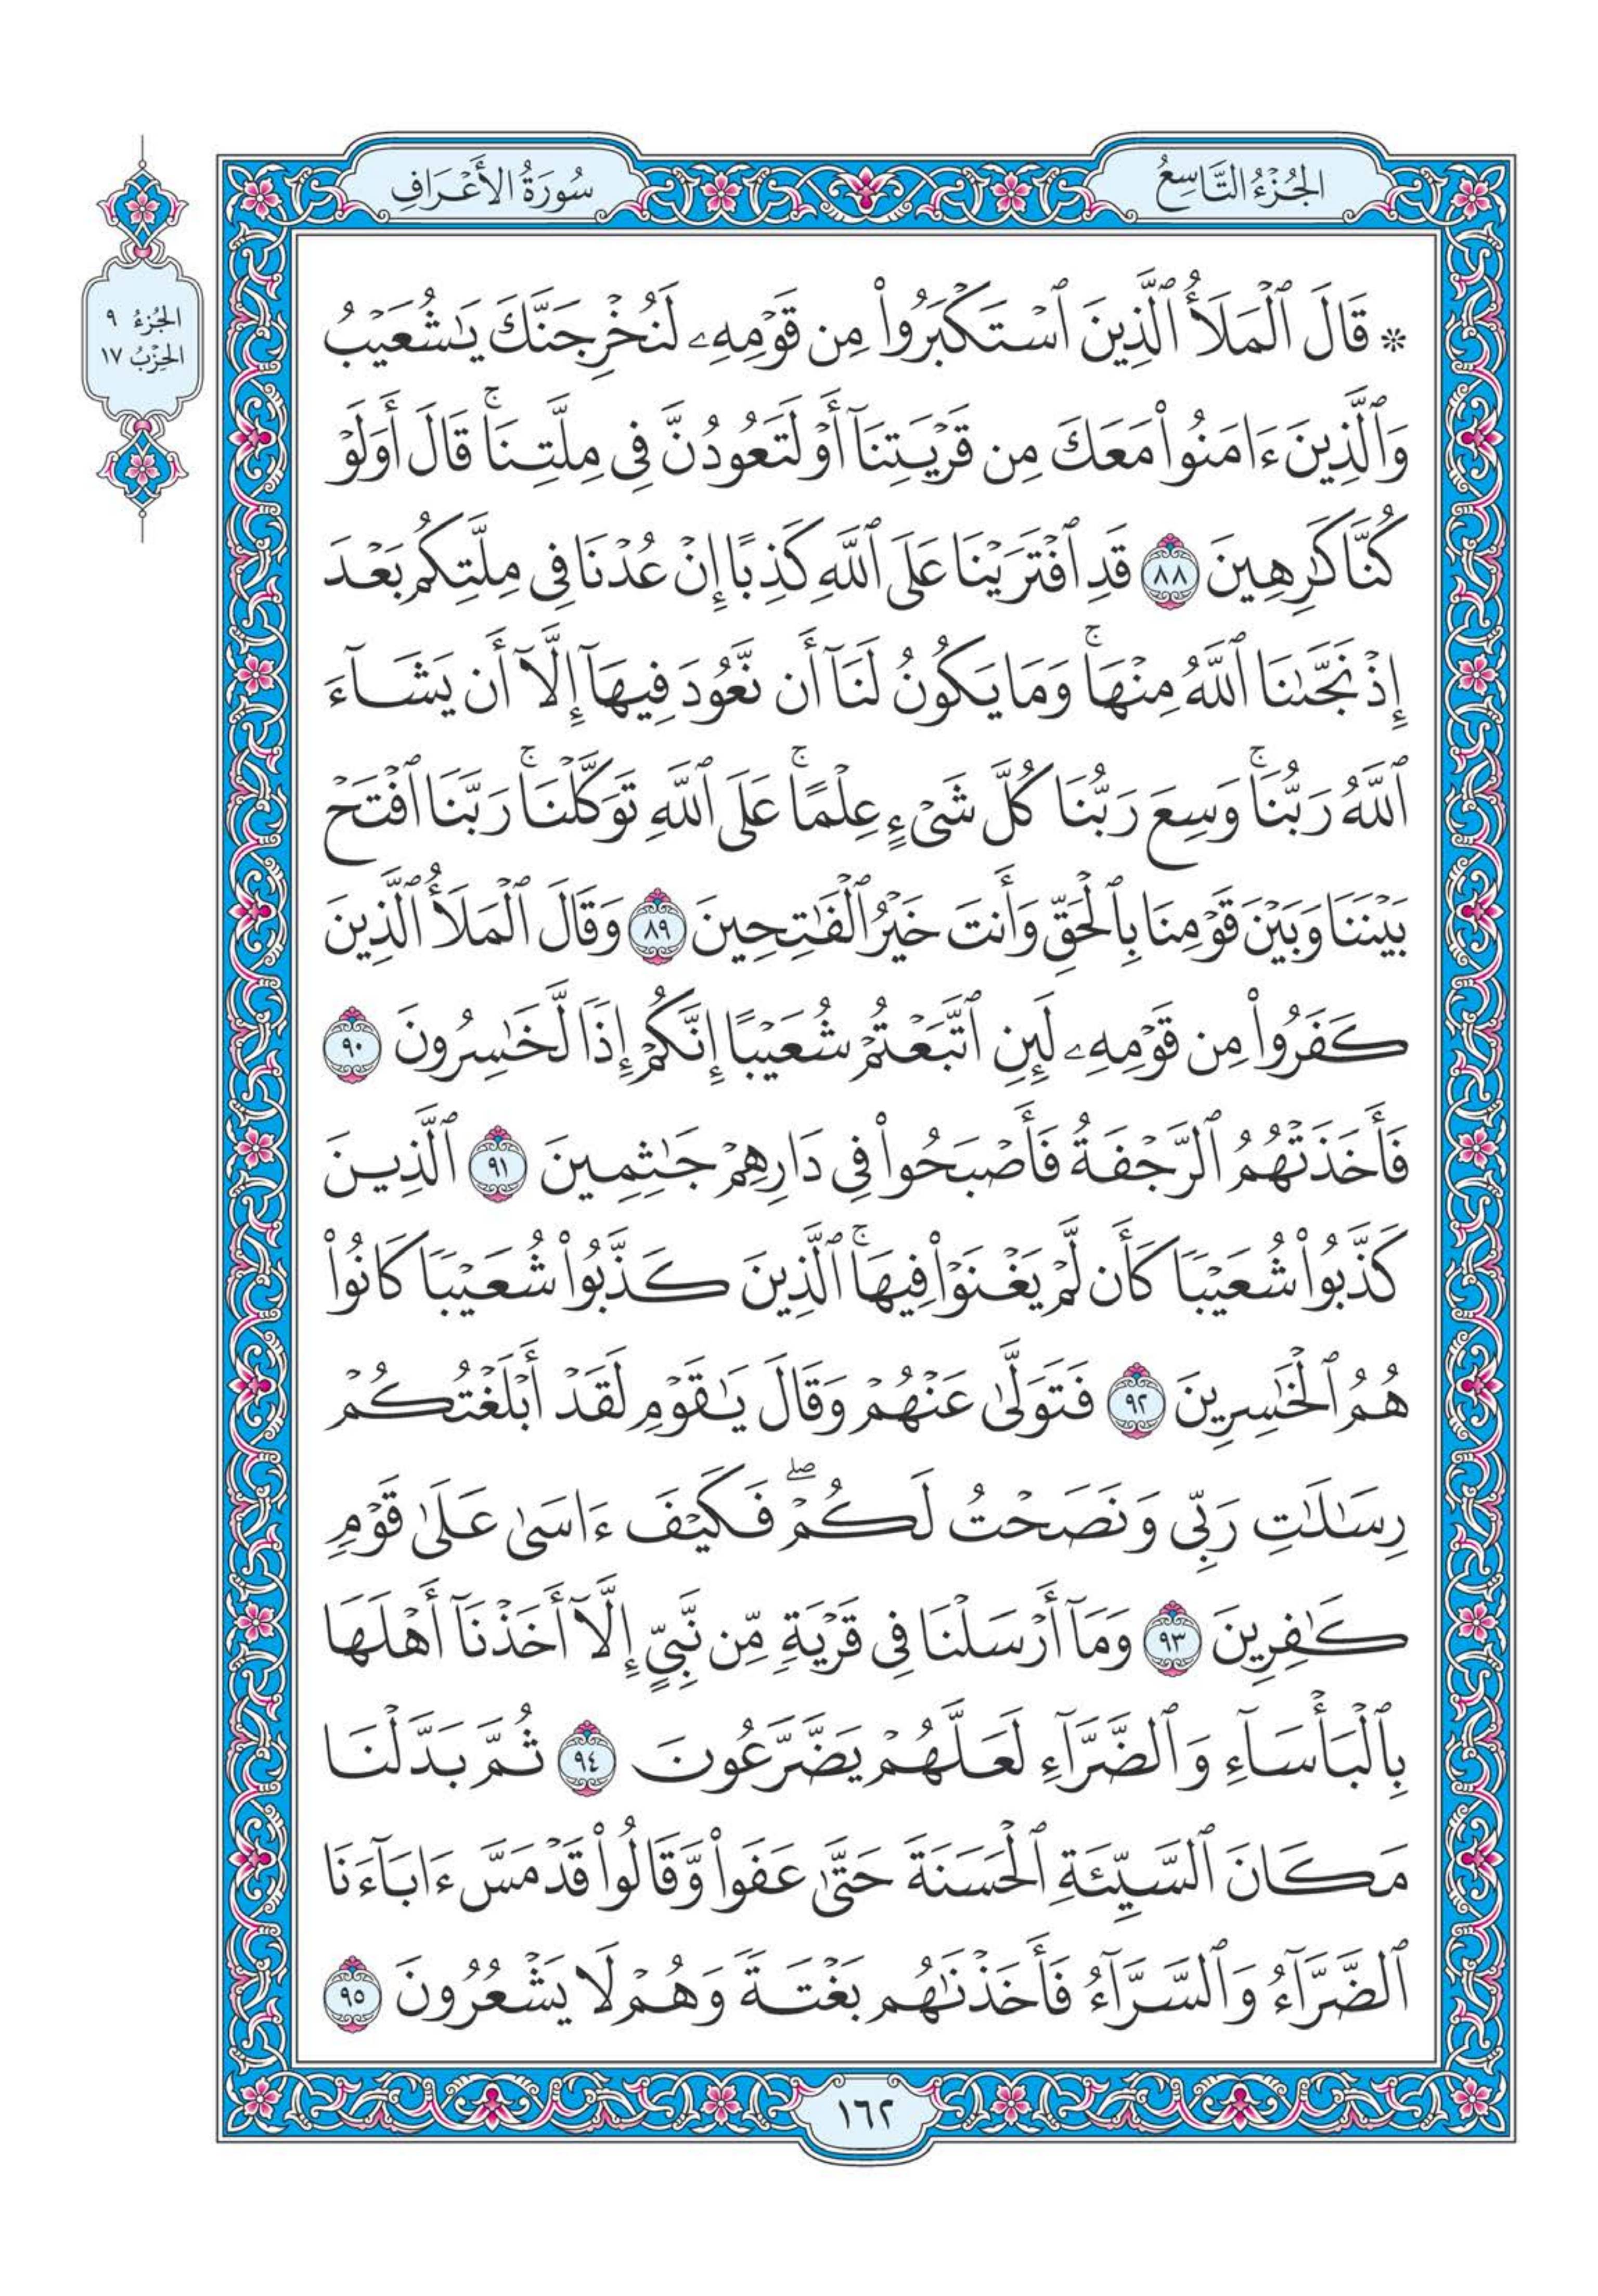 الجُزْءُ التَّاسِعُ
سُورَةُ الأَعْرَافِ
الجُزْءُ ٩
الحِزْبُ ١٧
۞ قَالَ ٱلْمَلَأُ ٱلَّذِينَ ٱسْتَكْبَرُوا۟ مِن قَوْمِهِۦ لَنُخْرِجَنَّكَ يَٰشُعَيْبُ
وَٱلَّذِينَ ءَامَنُوا۟ مَعَكَ مِن قَرْيَتِنَآ أَوْ لَتَعُودُنَّ فِى مِلَّتِنَا ۚ قَالَ أَوَلَوْ
كُنَّا كَٰرِهِينَ ٨٨ قَدِ ٱفْتَرَيْنَا عَلَى ٱللَّهِ كَذِبًا إِنْ عُدْنَا فِى مِلَّتِكُم بَعْدَ
إِذْ نَجَّىٰنَا ٱللَّهُ مِنْهَا ۚ وَمَا يَكُونُ لَنَآ أَن نَّعُودَ فِيهَآ إِلَّآ أَن يَشَآءَ
ٱللَّهُ رَبُّنَا ۚ وَسِعَ رَبُّنَا كُلَّ شَىْءٍ عِلْمًا ۚ عَلَى ٱللَّهِ تَوَكَّلْنَا ۚ رَبَّنَا ٱفْتَحْ
بَيْنَنَا وَبَيْنَ قَوْمِنَا بِٱلْحَقِّ وَأَنتَ خَيْرُ ٱلْفَٰتِحِينَ ٨٩ وَقَالَ ٱلْمَلَأُ ٱلَّذِينَ
كَفَرُوا۟ مِن قَوْمِهِۦ لَئِنِ ٱتَّبَعْتُمْ شُعَيْبًا إِنَّكُمْ إِذًا لَّخَٰسِرُونَ ٩٠
فَأَخَذَتْهُمُ ٱلرَّجْفَةُ فَأَصْبَحُوا۟ فِى دَارِهِمْ جَٰثِمِينَ ٩١ ٱلَّذِينَ
كَذَّبُوا۟ شُعَيْبًا كَأَن لَّمْ يَغْنَوْا۟ فِيهَا ۚ ٱلَّذِينَ كَذَّبُوا۟ شُعَيْبًا كَانُوا۟
هُمُ ٱلْخَٰسِرِينَ ٩٢ فَتَوَلَّىٰ عَنْهُمْ وَقَالَ يَٰقَوْمِ لَقَدْ أَبْلَغْتُكُمْ
رِسَٰلَٰتِ رَبِّى وَنَصَحْتُ لَكُمْ ۖ فَكَيْفَ ءَاسَىٰ عَلَىٰ قَوْمٍ
كَٰفِرِينَ ٩٣ وَمَآ أَرْسَلْنَا فِى قَرْيَةٍ مِّن نَّبِىٍّ إِلَّآ أَخَذْنَآ أَهْلَهَا
بِٱلْبَأْسَآءِ وَٱلضَّرَّآءِ لَعَلَّهُمْ يَضَّرَّعُونَ ٩٤ ثُمَّ بَدَّلْنَا
مَكَانَ ٱلسَّيِّئَةِ ٱلْحَسَنَةَ حَتَّىٰ عَفَوا۟ وَّقَالُوا۟ قَدْ مَسَّ ءَابَآءَنَا
ٱلضَّرَّآءُ وَٱلسَّرَّآءُ فَأَخَذْنَٰهُم بَغْتَةً وَهُمْ لَا يَشْعُرُونَ ٩٥
١٦٢